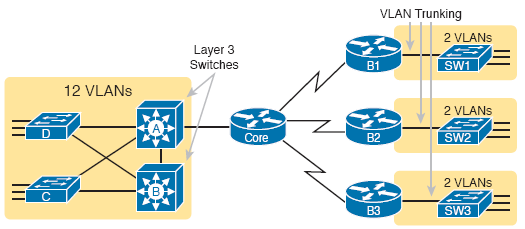 VLAN Trunking
Layer 3
Switches
12 VLANs
D
A
C
B
Core
B1
2 VLANs
SW1
B2
2 VLANs
SW2
B3
2 VLANs
SW3